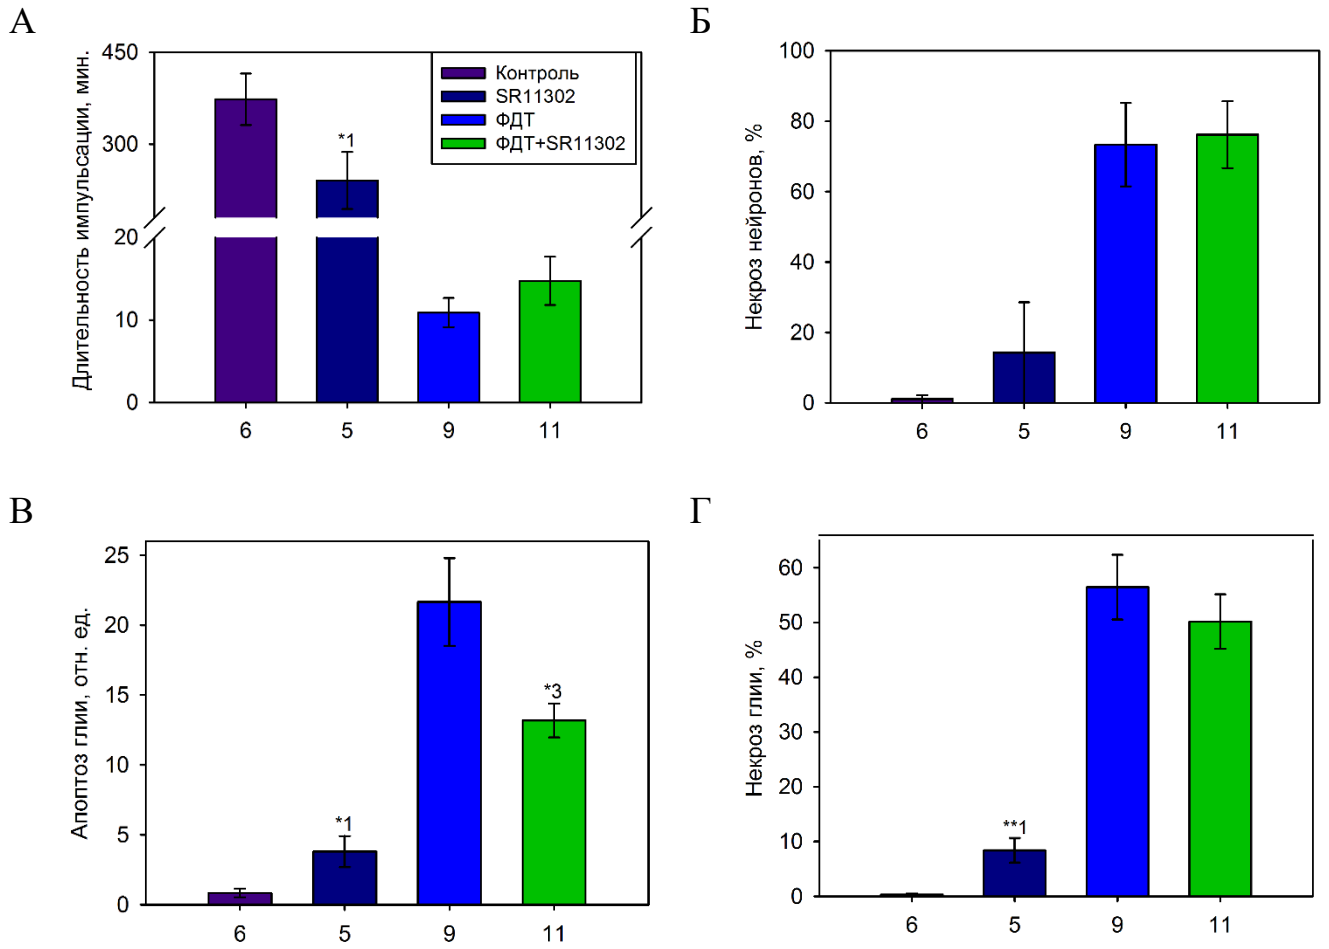 А
Длительность импульсации, мин.
450
300
20
10
0
*1
Контроль
SR11302
ФДТ
ФДТ+SR11302
6 5 9 11
Б
Некроз нейронов, %
100
80
60
40
20
0
6 5 9 11
В
Апоптоз глии, отн. ед.
25
20
15
10
5
0
*1
*3
6 5 9 11
Г
Некроз глии, %
60
50
40
30
20
10
0
**1
6 5 9 11